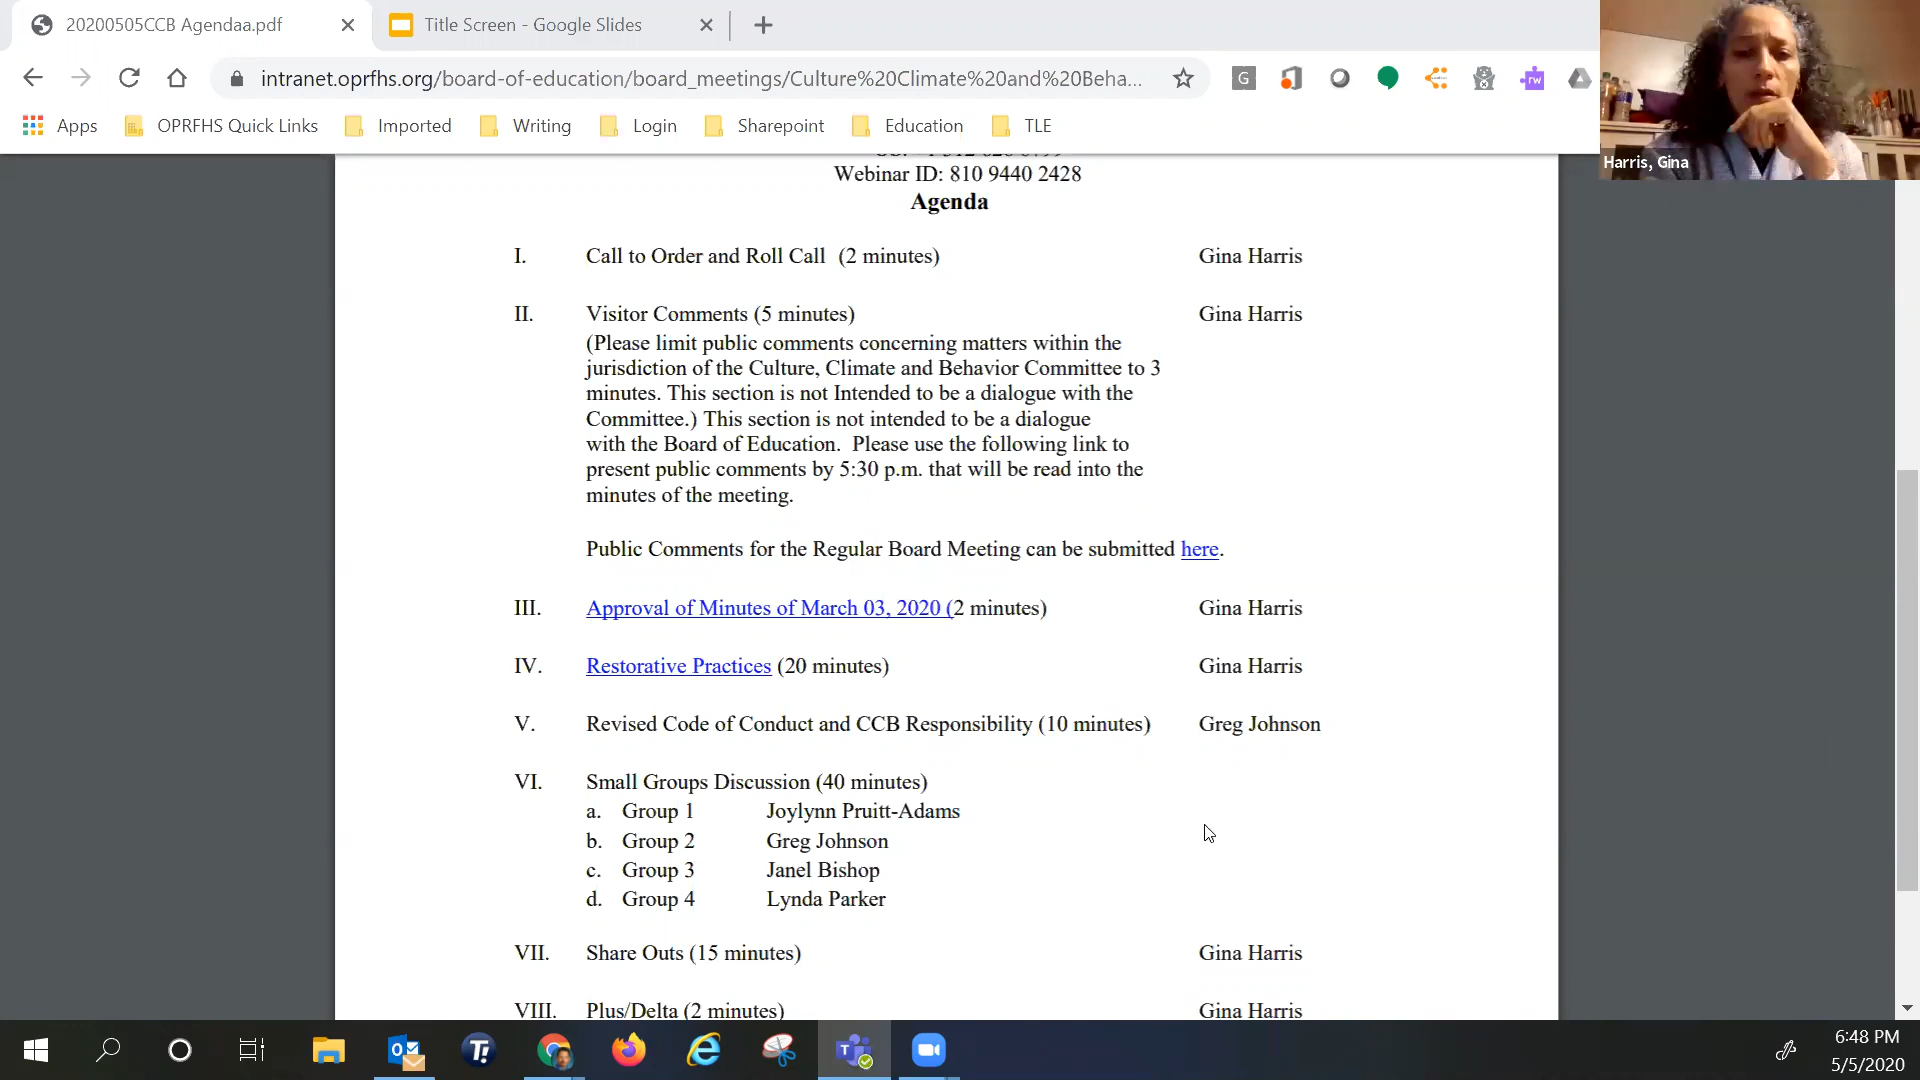 20200505CCB Agendaa.pdf
Title Screen - Google Slides
intranet.oprfhs.org/board-of-education/board_meetings/Culture%20Climate%20and%20Beha...
Apps
OPRFHS Quick Links
Imported
Writing
Login
Sharepoint
Education
TLE
Harris, Gina
Webinar ID: 810 9440 2428
Agenda
I. Call to Order and Roll Call (2 minutes) Gina Harris
II. Visitor Comments (5 minutes) Gina Harris
(Please limit public comments concerning matters within the
jurisdiction of the Culture, Climate and Behavior Committee to 3
minutes. This section is not Intended to be a dialogue with the
Committee.) This section is not intended to be a dialogue
with the Board of Education. Please use the following link to
present public comments by 5:30 p.m. that will be read into the
minutes of the meeting.
Public Comments for the Regular Board Meeting can be submitted here.
III. Approval of Minutes of March 03, 2020 (2 minutes) Gina Harris
IV. Restorative Practices (20 minutes) Gina Harris
V. Revised Code of Conduct and CCB Responsibility (10 minutes) Greg Johnson
VI. Small Groups Discussion (40 minutes)
a. Group 1 Joylynn Pruitt-Adams
b. Group 2 Greg Johnson
c. Group 3 Janel Bishop
d. Group 4 Lynda Parker
VII. Share Outs (15 minutes) Gina Harris
VIII. Plus/Delta (2 minutes) Gina Harris
6:48 PM
5/5/2020